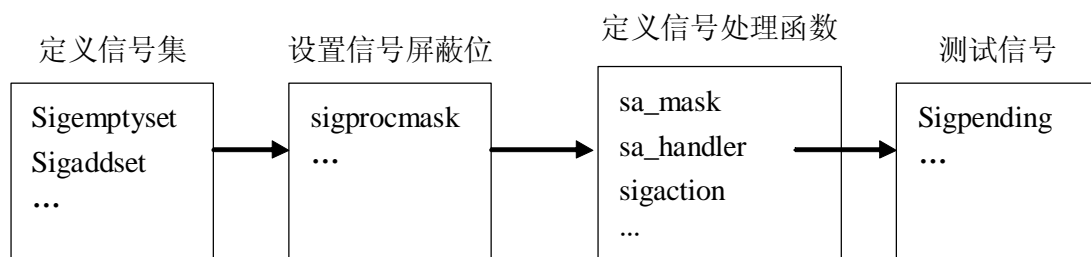 定义信号集
Sigemptyset
Sigaddset
…
设置信号屏蔽位
sigprocmask
…
定义信号处理函数
sa_mask
sa_handler
sigaction
...
测试信号
Sigpending
…